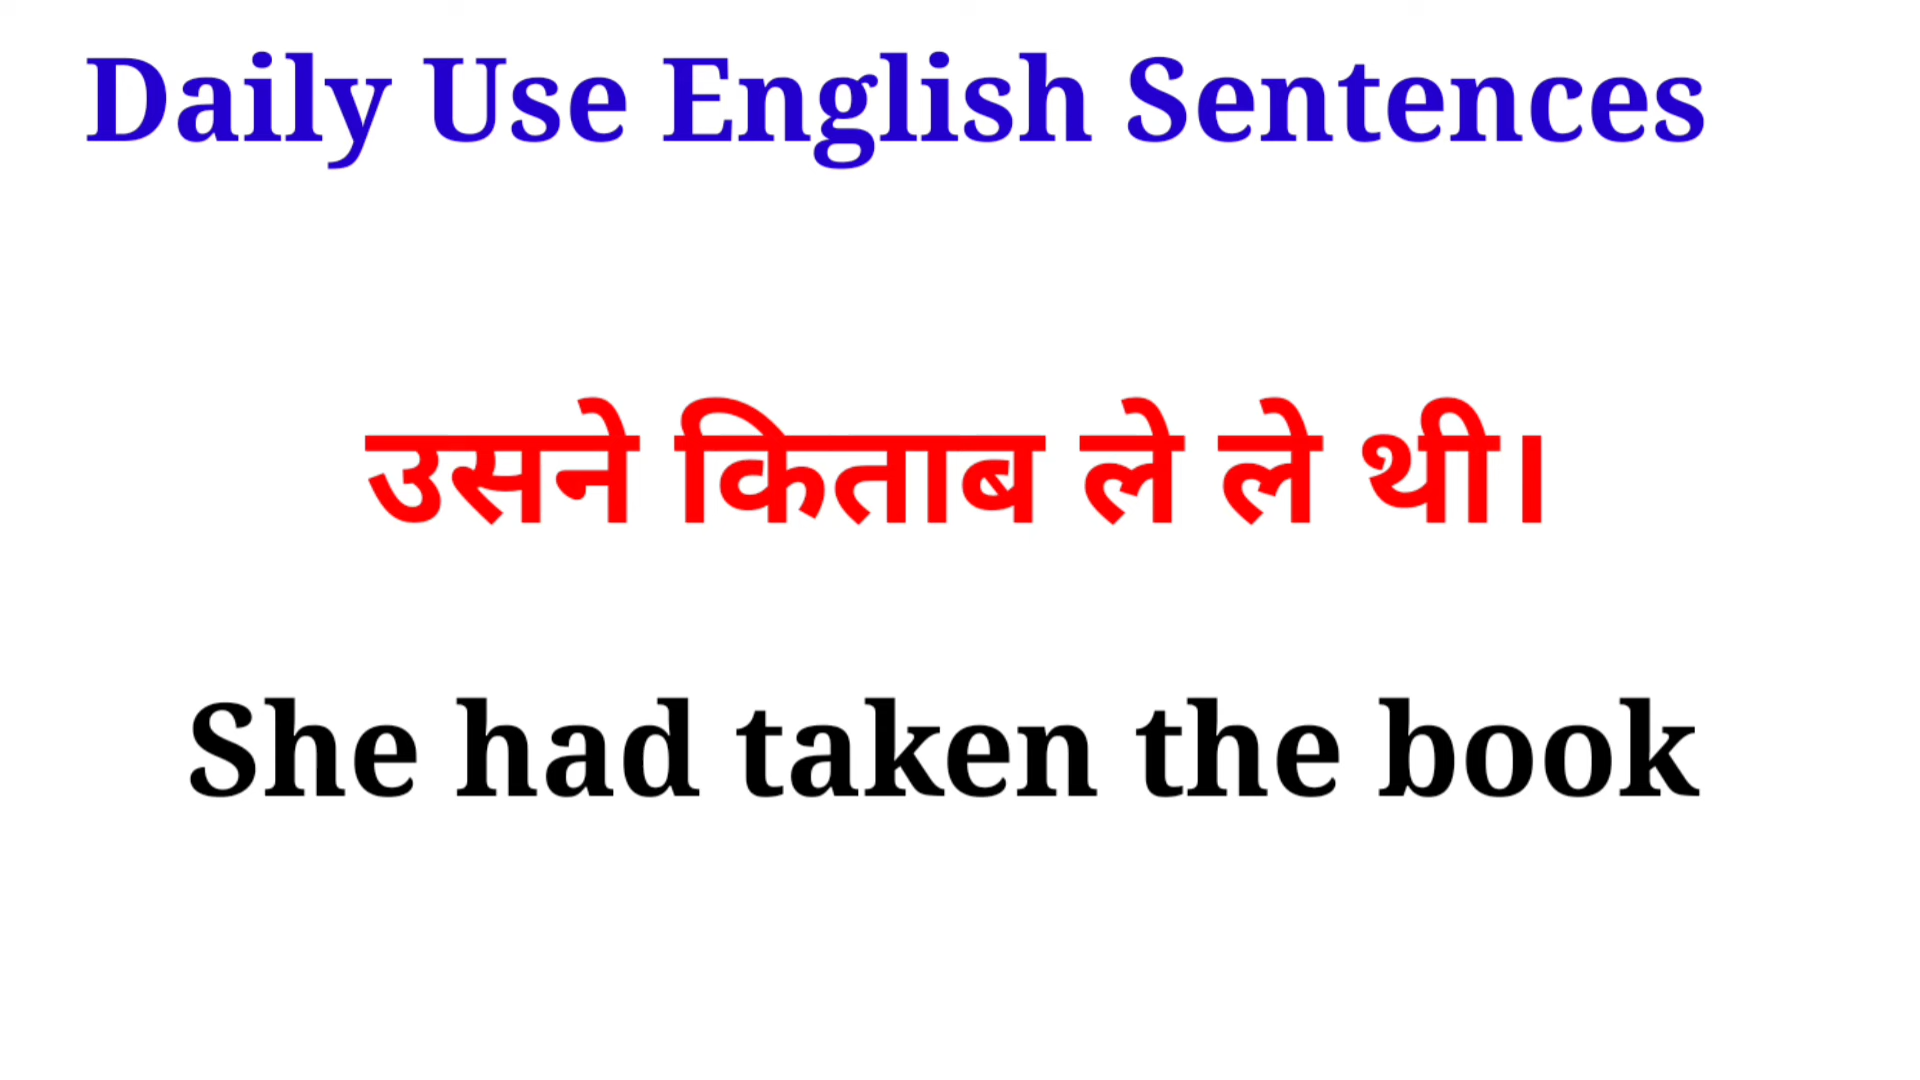 Daily Use English Sentences
उसने किताब ले ले थी।
She had taken the book